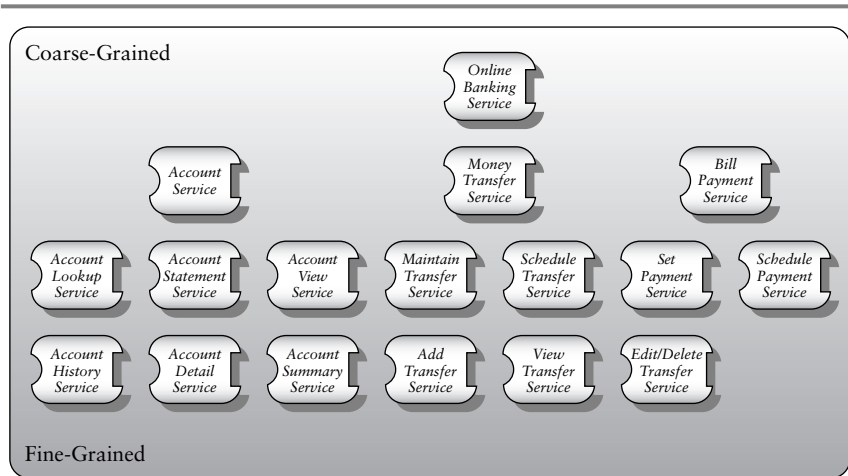 Coarse-Grained
Online
Banking
Service
Account
Service
Money
Transfer
Service
Bill
Payment
Service
Account
Lookup
Service
Account
Statement
Service
Account
View
Service
Maintain
Transfer
Service
Schedule
Transfer
Service
Set
Payment
Service
Schedule
Payment
Service
Account
History
Service
Account
Detail
Service
Account
Summary
Service
Add
Transfer
Service
View
Transfer
Service
Edit/Delete
Transfer
Service
Fine-Grained